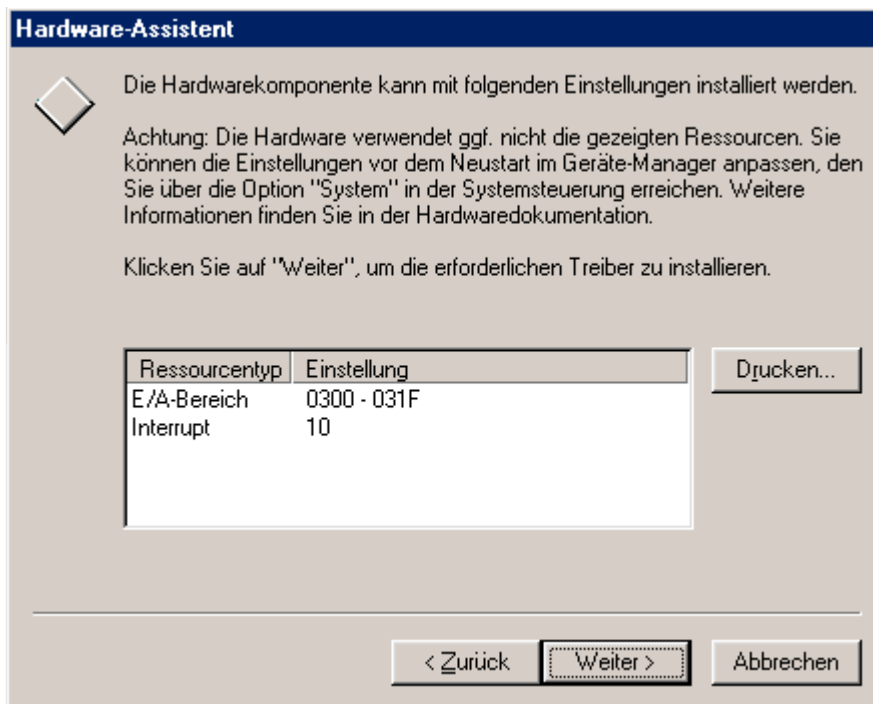 Hardware-Assistent
Die Hardwarekomponente kann mit folgenden Einstellungen installiert werden.
Achtung: Die Hardware verwendet ggf. nicht die gezeigten Ressourcen. Sie
können die Einstellungen vor dem Neustart im Geräte-Manager anpassen, den
Sie über die Option "System" in der Systemsteuerung erreichen. Weitere
Informationen finden Sie in der Hardwaredokumentation.
Klicken Sie auf "Weiter", um die erforderlichen Treiber zu installieren.
Ressourcentyp Einstellung
E/A-Bereich 0300 - 031F
Interrupt 10
Drucken...
< Zurück Weiter > Abbrechen